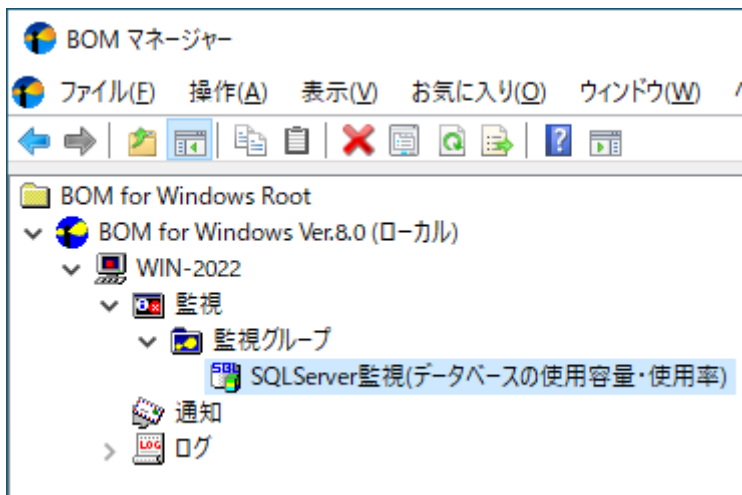 BOM マネージャー
ファイル(F) 操作(A) 表示(V) お気に入り(O) ウィンドウ(W)
BOM for Windows Root
BOM for Windows Ver.8.0 (ローカル)
WIN-2022
監視
監視グループ
SQLServer監視(データベースの使用容量・使用率)
通知
ログ